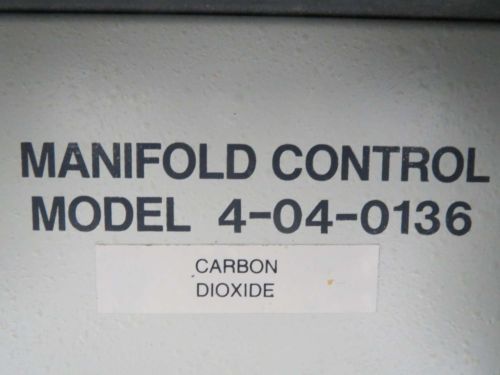 MANIFOLD CONTROL
MODEL 4-04-0136
CARBON
DIOXIDE